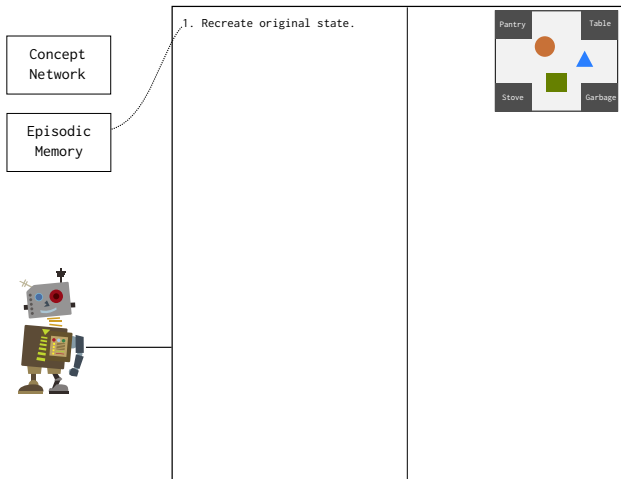 Concept
Network
Episodic
Memory
1. Recreate original state.
Pantry
Table
Stove
Garbage